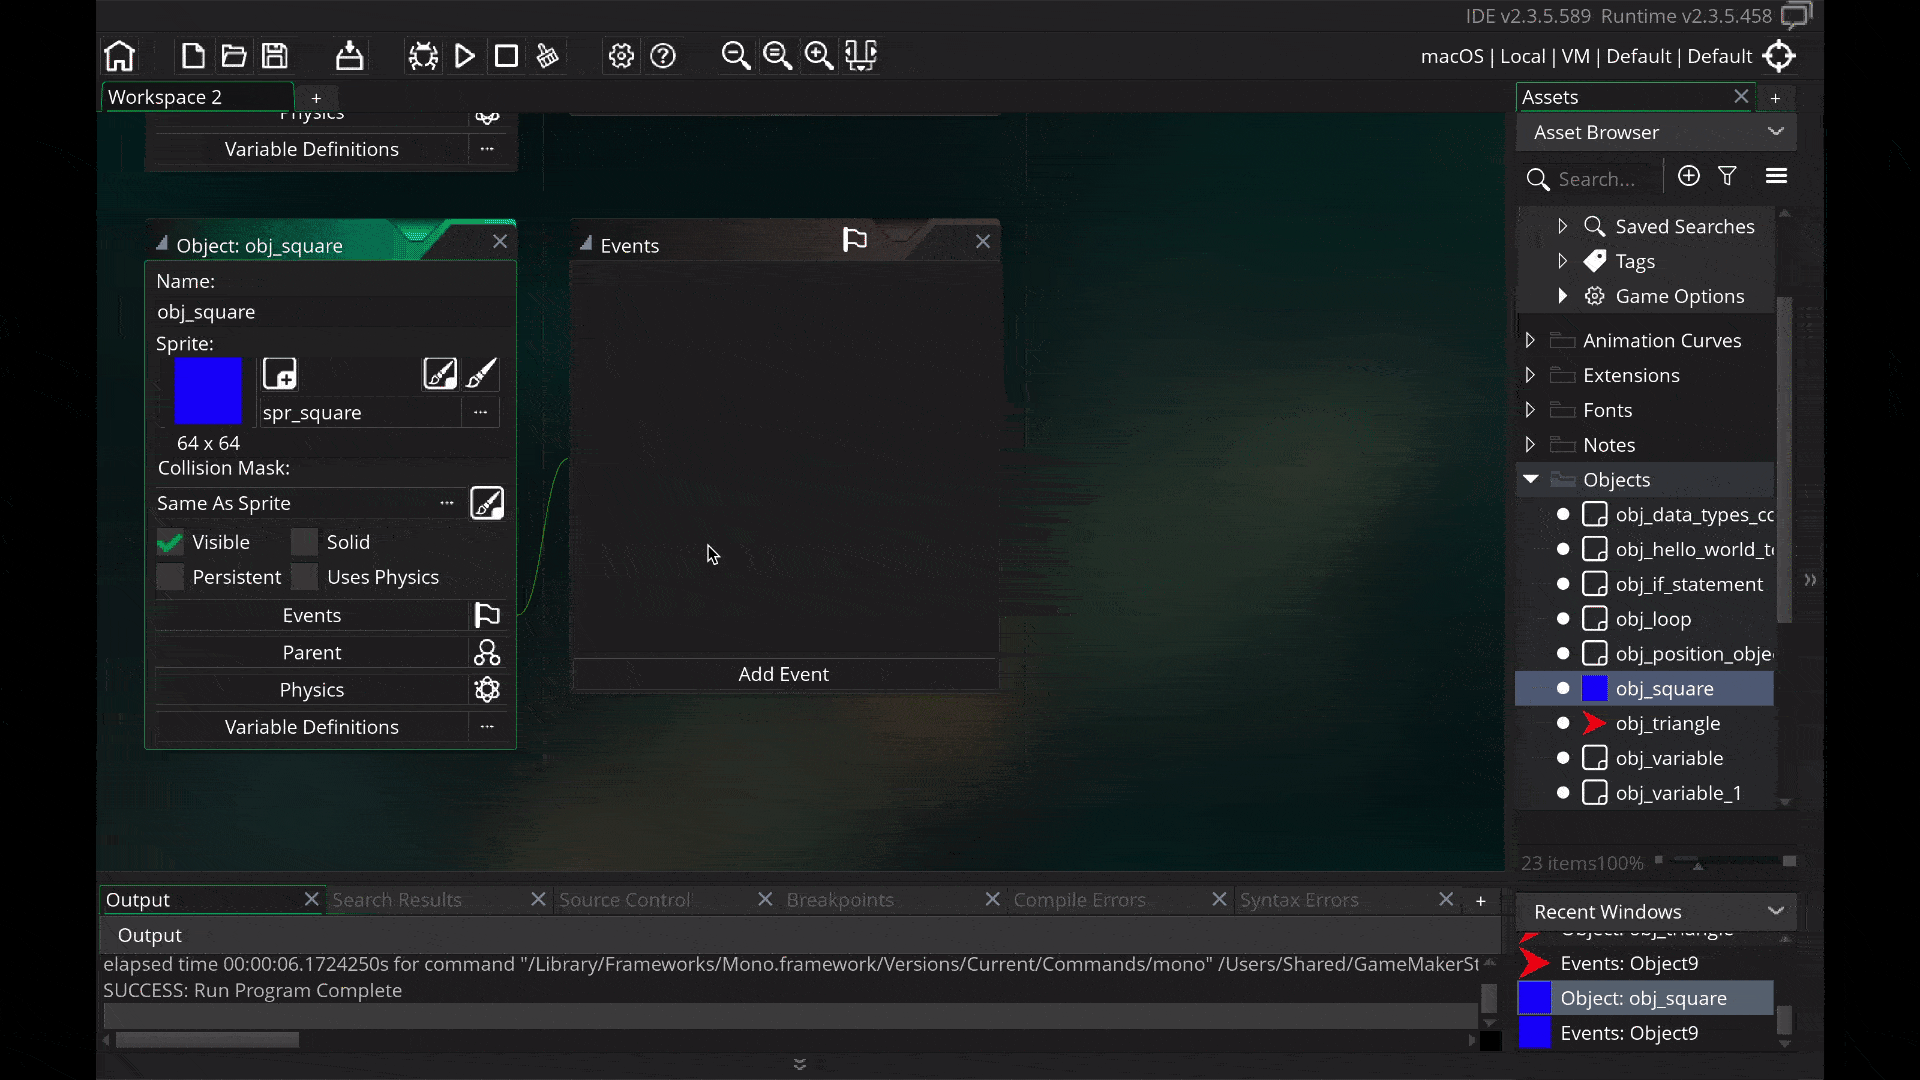 IDE v2.3.5.589 Runtime v2.3.5.458
macOS | Local | VM | Default | Default
Workspace 2
+
Physics
Variable Definitions
...
Object: obj_square
Name:
obj_square
Sprite:
spr_square
...
64 x 64
Collision Mask:
Same As Sprite
...
Visible
Solid
Persistent
Uses Physics
Events
Parent
Physics
Variable Definitions
...
Events
Add Event
Assets
+
Asset Browser
Search...
Saved Searches
Tags
Game Options
Animation Curves
Extensions
Fonts
Notes
Objects
obj_data_types_co
obj_hello_world_te
obj_if_statement
obj_loop
obj_position_obje
obj_square
obj_triangle
obj_variable
obj_variable_1
23 items 100%
Output
Search Results
Source Control
Breakpoints
Compile Errors
Syntax Errors
+
Output
elapsed time 00:00:06.1724250s for command "/Library/Frameworks/Mono.framework/Versions/Current/Commands/mono" /Users/Shared/GameMakerSt
SUCCESS: Run Program Complete
Recent Windows
Object: obj_triangle
Events: Object9
Object: obj_square
Events: Object9